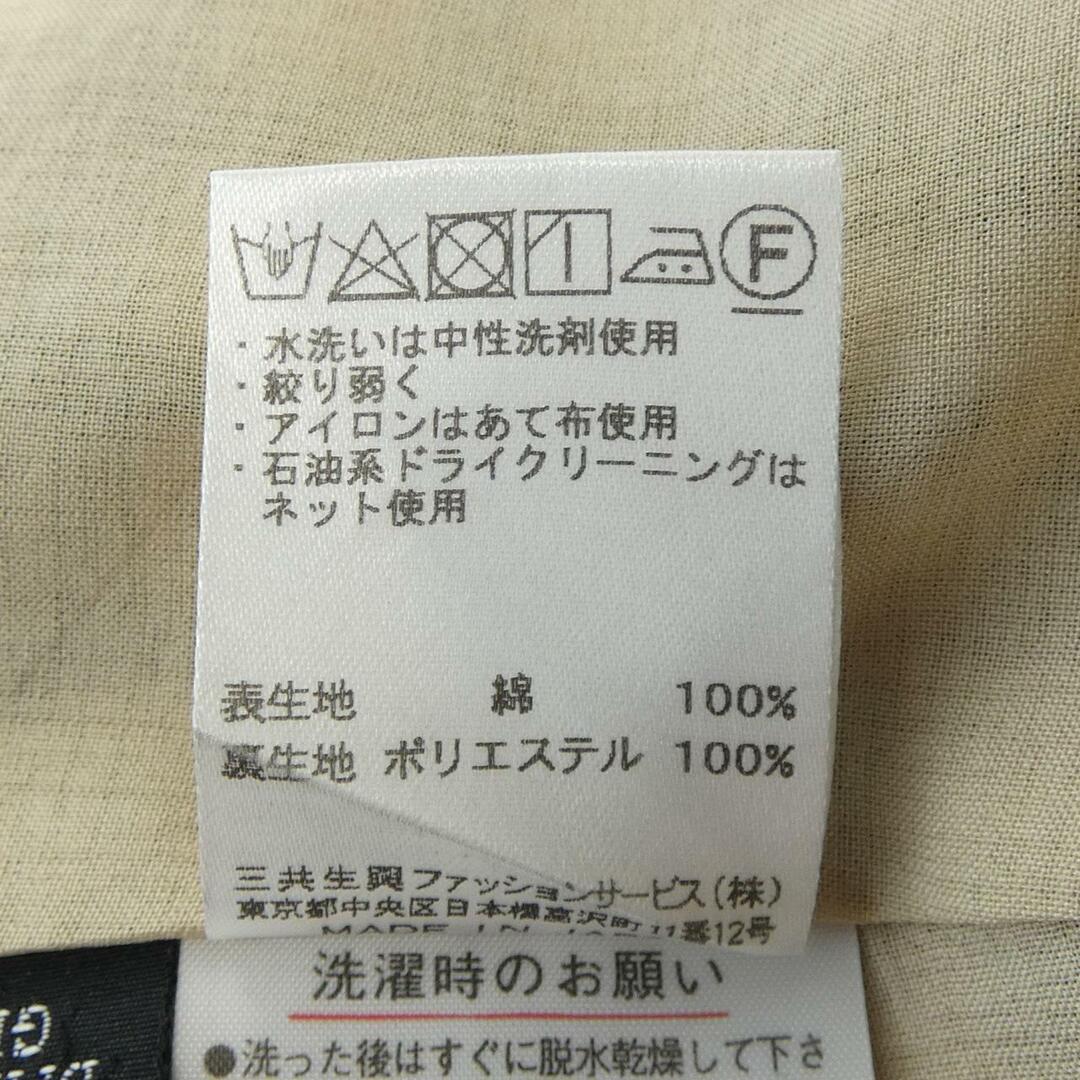 F
・水洗いは中性洗剤使用
・絞り弱く
・アイロンはあて布使用
・石油系ドライクリーニングは
ネット使用
表生地 綿 100%
裏生地 ポリエステル 100%
三共生興ファッションサービス(株)
東京都中央区日本橋富沢町11番12号
MADE IN
洗濯時のお願い
●洗った後はすぐに脱水乾燥して下さ